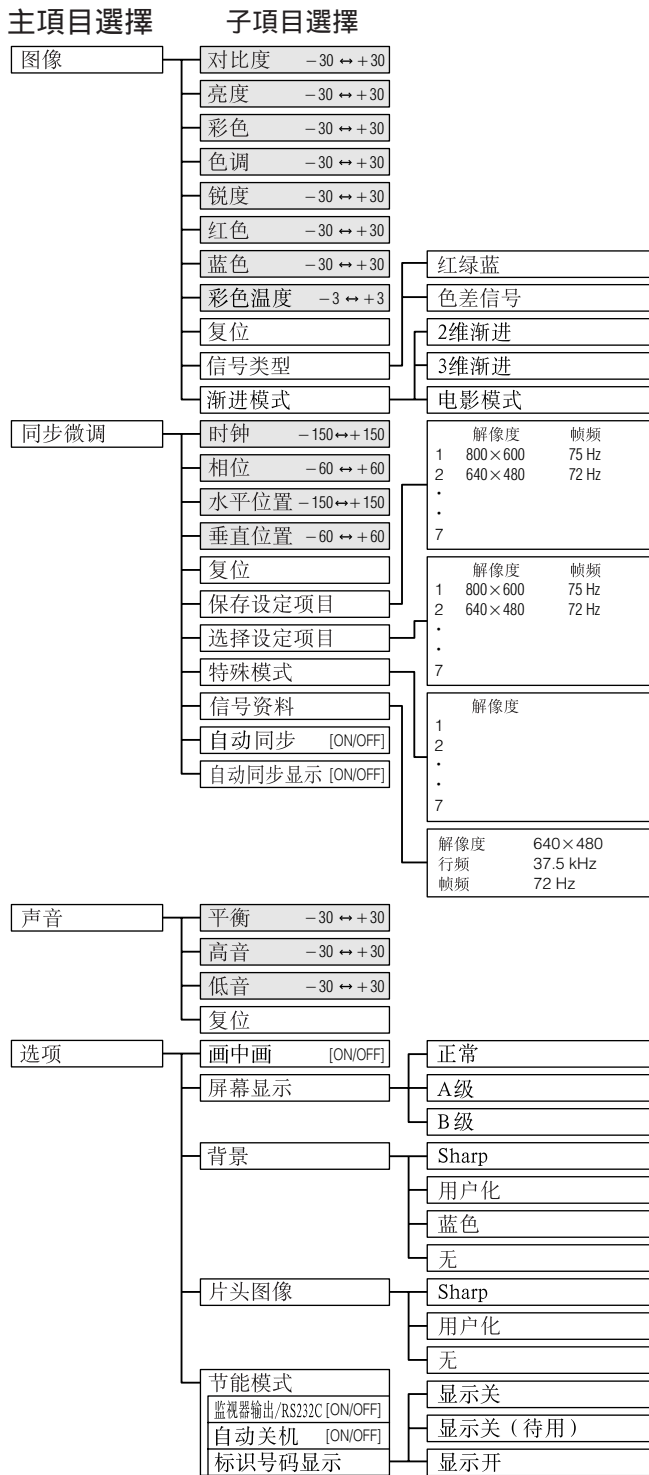 主項目選擇 子項目選擇
图像
对比度 −30 ↔ +30
亮度 −30 ↔ +30
彩色 −30 ↔ +30
色调 −30 ↔ +30
锐度 −30 ↔ +30
红色 −30 ↔ +30
蓝色 −30 ↔ +30
彩色温度 −3 ↔ +3
复位
信号类型
红绿蓝
色差信号
渐进模式
2维渐进
3维渐进
电影模式
同步微调
时钟 −150↔+150
相位 −60 ↔ +60
水平位置 −150↔+150
垂直位置 −60 ↔ +60
复位
保存设定项目
解像度 帧频
1 800×600 75 Hz
2 640×480 72 Hz
·
·
7
选择设定项目
解像度 帧频
1 800×600 75 Hz
2 640×480 72 Hz
·
·
7
特殊模式
解像度
1
2
·
·
7
信号资料
解像度 640×480
行频 37.5 kHz
帧频 72 Hz
自动同步 [ON/OFF]
自动同步显示 [ON/OFF]
声音
平衡 −30 ↔ +30
高音 −30 ↔ +30
低音 −30 ↔ +30
复位
选项
画中画 [ON/OFF]
屏幕显示
正常
A级
B级
背景
Sharp
用户化
蓝色
无
片头图像
Sharp
用户化
无
节能模式
监视器输出/RS232C [ON/OFF]
自动关机 [ON/OFF]
标识号码显示
显示关
显示关（待用）
显示开